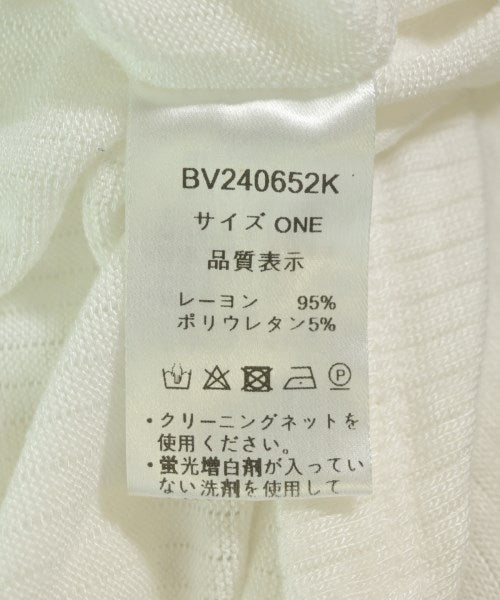 BV240652K
サイズ ONE
品質表示
レーヨン 95%
ポリウレタン5%
P
・クリーニングネットを
使用ください。
・蛍光増白剤が入ってい
ない洗剤を使用して